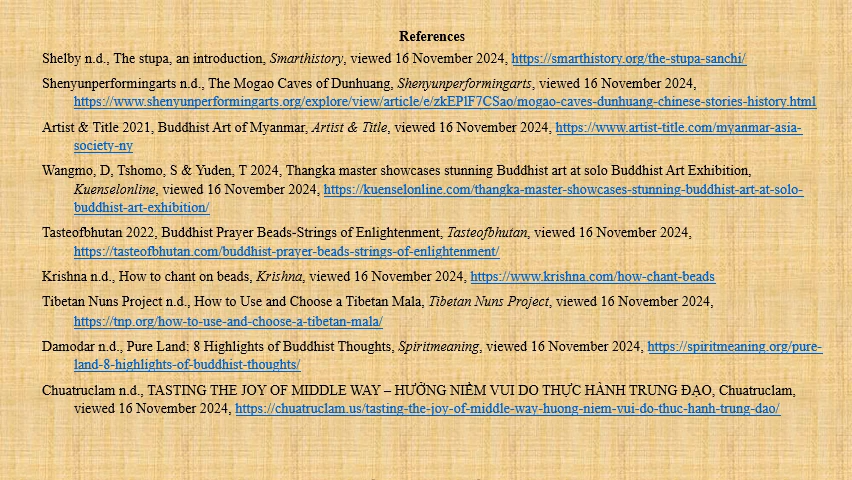 References
Shelby n.d., The stupa, an introduction, Smarthistory, viewed 16 November 2024, https://smarthistory.org/the-stupa-sanchi/
Shenyunperformingarts n.d., The Mogao Caves of Dunhuang, Shenyunperformingarts, viewed 16 November 2024,
https://www.shenyunperformingarts.org/explore/view/article/e/zkEPlF7CSao/mogao-caves-dunhuang-chinese-stories-history.html
Artist & Title 2021, Buddhist Art of Myanmar, Artist & Title, viewed 16 November 2024, https://www.artist-title.com/myanmar-asia-
society-ny
Wangmo, D, Tshomo, S & Yuden, T 2024, Thangka master showcases stunning Buddhist art at solo Buddhist Art Exhibition,
Kuenselonline, viewed 16 November 2024, https://kuenselonline.com/thangka-master-showcases-stunning-buddhist-art-at-solo-
buddhist-art-exhibition/
Tasteofbhutan 2022, Buddhist Prayer Beads-Strings of Enlightenment, Tasteofbhutan, viewed 16 November 2024,
https://tasteofbhutan.com/buddhist-prayer-beads-strings-of-enlightenment/
Krishna n.d., How to chant on beads, Krishna, viewed 16 November 2024, https://www.krishna.com/how-chant-beads
Tibetan Nuns Project n.d., How to Use and Choose a Tibetan Mala, Tibetan Nuns Project, viewed 16 November 2024,
https://tnp.org/how-to-use-and-choose-a-tibetan-mala/
Damodar n.d., Pure Land; 8 Highlights of Buddhist Thoughts, Spiritmeaning, viewed 16 November 2024, https://spiritmeaning.org/pure-
land-8-highlights-of-buddhist-thoughts/
Chuatruclam n.d., TASTING THE JOY OF MIDDLE WAY – HƯỞNG NIỀM VUI DO THỰC HÀNH TRUNG ĐẠO, Chuatruclam,
viewed 16 November 2024, https://chuatruclam.us/tasting-the-joy-of-middle-way-huong-niem-vui-do-thuc-hanh-trung-dao/